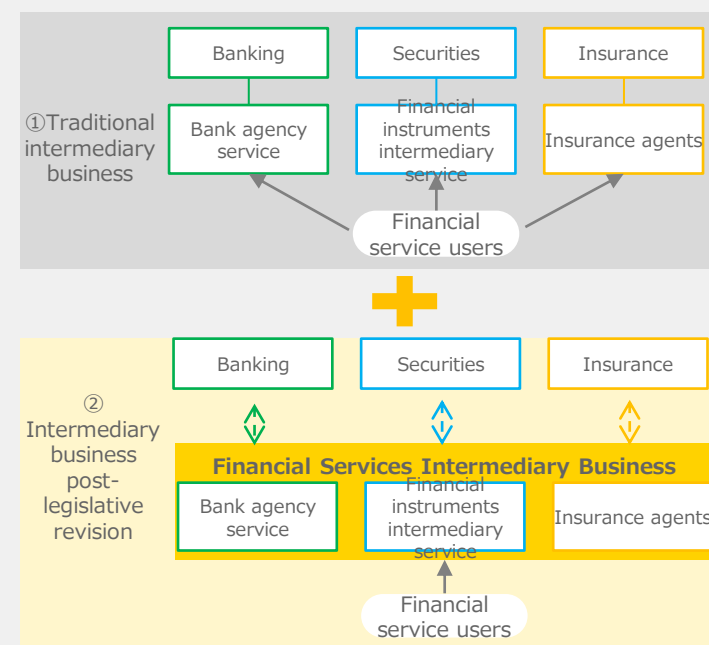 Banking
Securities
Insurance
①Traditional
intermediary
business
Bank agency
service
Financial
instruments
intermediary
service
Insurance agents
Financial
service users
Banking
Securities
Insurance
②
Intermediary
business
post-
legislative
revision
Financial Services Intermediary Business
Bank agency
service
Financial
instruments
intermediary
service
Insurance agents
Financial
service users